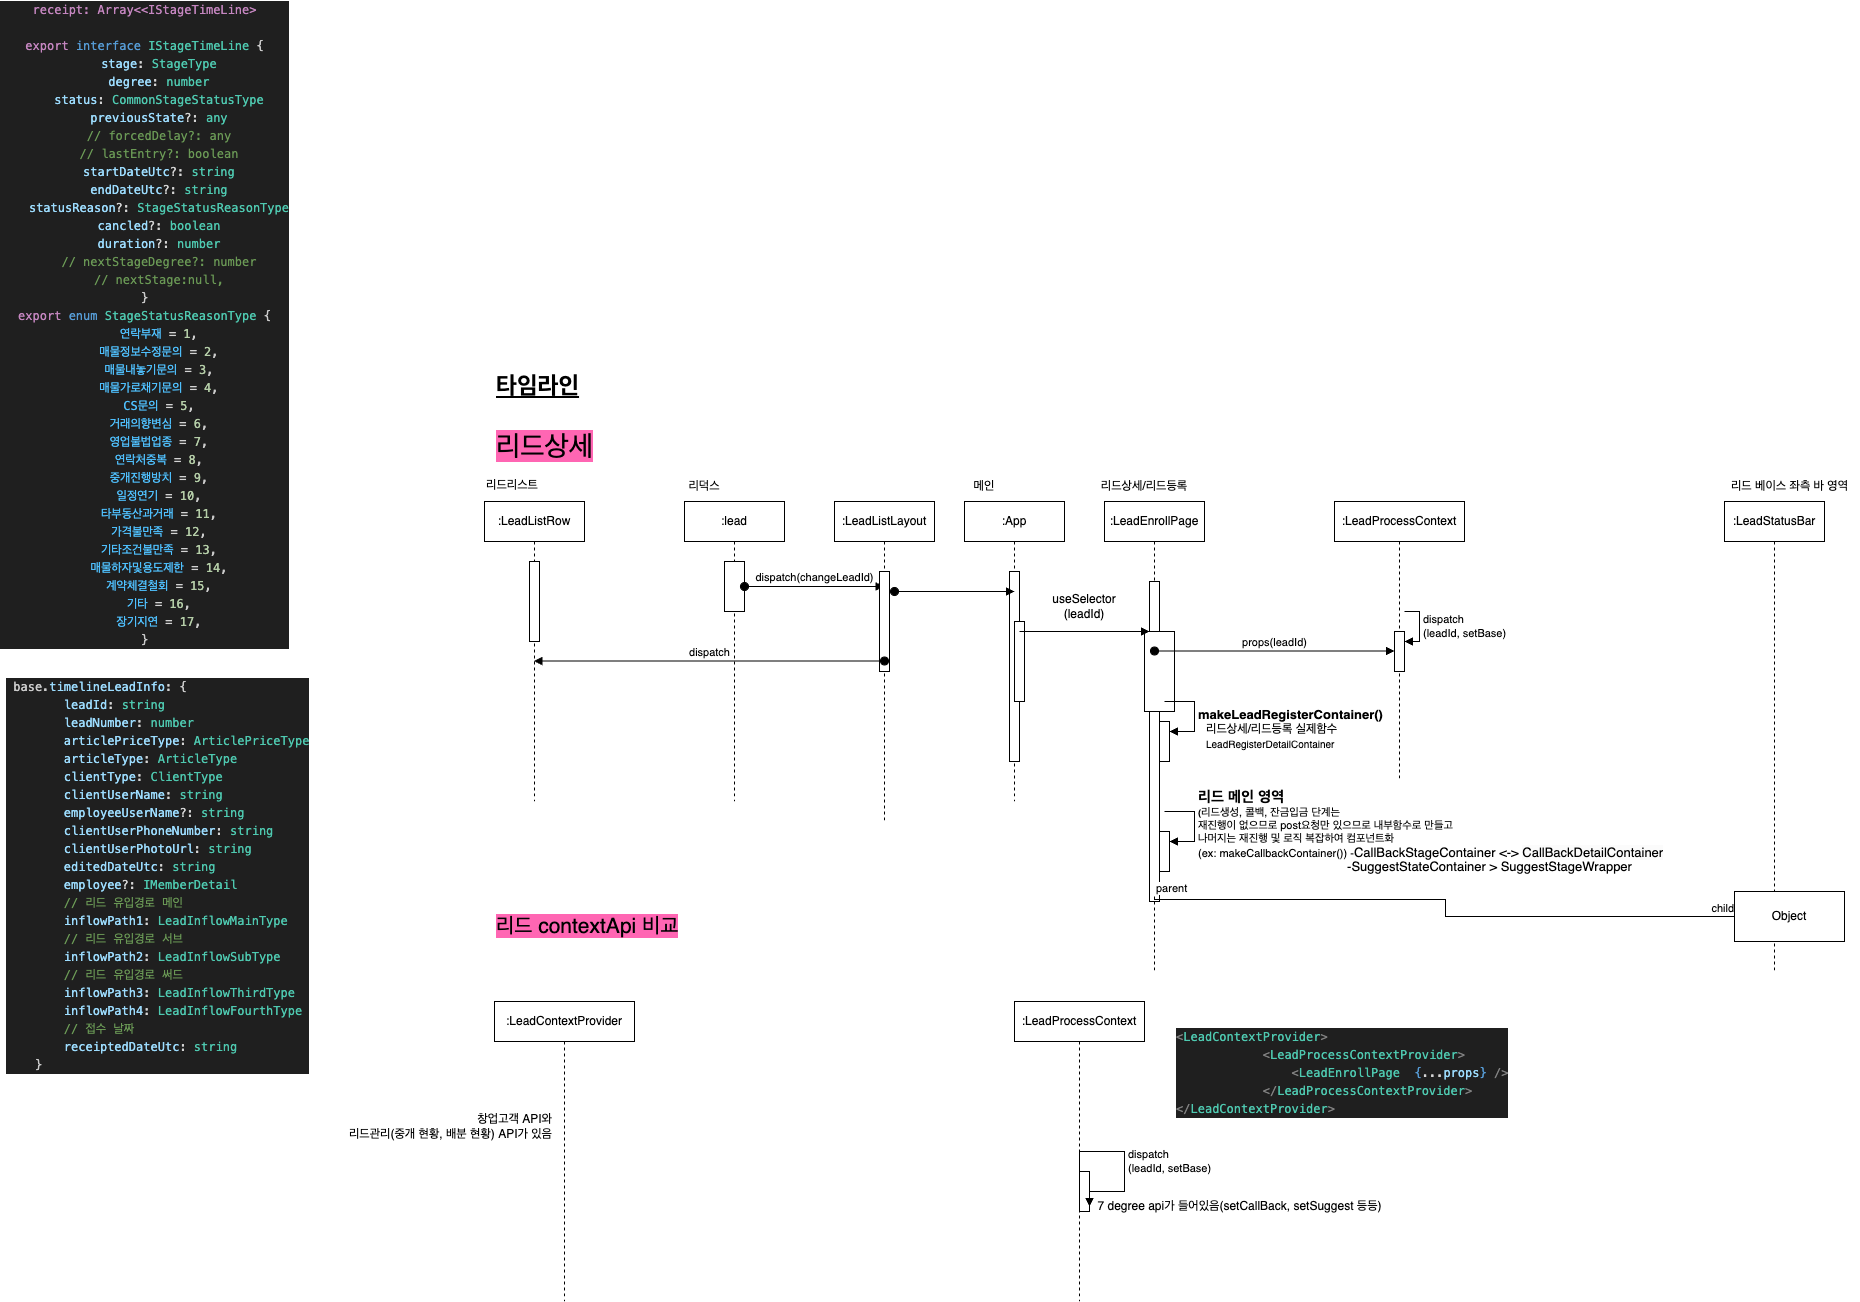 receipt: Array<<IStageTimeLine>
export interface IStageTimeLine {
stage: StageType
degree: number
status: CommonStageStatusType
previousState?: any
// forcedDelay?: any
// lastEntry?: boolean
startDateUtc?: string
endDateUtc?: string
statusReason?: StageStatusReasonType
cancled?: boolean
duration?: number
// nextStageDegree?: number
// nextStage:null,
}
export enum StageStatusReasonType {
연락부재 = 1,
매물정보수정문의 = 2,
매물내놓기문의 = 3,
매물가로채기문의 = 4,
CS문의 = 5,
거래의향변심 = 6,
영업불법업종 = 7,
연락처중복 = 8,
중개진행방치 = 9,
일정연기 = 10,
타부동산과거래 = 11,
가격불만족 = 12,
기타조건불만족 = 13,
매물하자및용도제한 = 14,
계약체결철회 = 15,
기타 = 16,
장기지연 = 17,
}
base.timelineLeadInfo: {
leadId: string
leadNumber: number
articlePriceType: ArticlePriceType
articleType: ArticleType
clientType: ClientType
clientUserName: string
employeeUserName?: string
clientUserPhoneNumber: string
clientUserPhotoUrl: string
editedDateUtc: string
employee?: IMemberDetail
// 리드 유입경로 메인
inflowPath1: LeadInflowMainType
// 리드 유입경로 서브
inflowPath2: LeadInflowSubType
// 리드 유입경로 써드
inflowPath3: LeadInflowThirdType
inflowPath4: LeadInflowFourthType
// 접수 날짜
receiptedDateUtc: string
}
타임라인
리드상세
리드리스트
리덕스
메인
리드상세/리드등록
리드 베이스 좌측 바 영역
:LeadListRow
:lead
:LeadListLayout
:App
:LeadEnrollPage
:LeadProcessContext
:LeadStatusBar
dispatch(changeLeadId)
useSelector
(leadId)
dispatch
(leadId, setBase)
props(leadId)
dispatch
makeLeadRegisterContainer()
리드상세/리드등록 실제함수
LeadRegisterDetailContainer
리드 메인 영역
(리드생성, 콜백, 잔금입금 단계는
재진행이 없으므로 post요청만 있으므로 내부함수로 만들고
나머지는 재진행 및 로직 복잡하여 컴포넌트화
(ex: makeCallbackContainer()) -CallBackStageContainer <-> CallBackDetailContainer
-SuggestStateContainer > SuggestStageWrapper
parent
child
Object
리드 contextApi 비교
:LeadContextProvider
:LeadProcessContext
<LeadContextProvider>
<LeadProcessContextProvider>
<LeadEnrollPage {...props} />
</LeadProcessContextProvider>
</LeadContextProvider>
창업고객 API와
리드관리(중개 현황, 배분 현황) API가 있음
dispatch
(leadId, setBase)
7 degree api가 들어있음(setCallBack, setSuggest 등등)